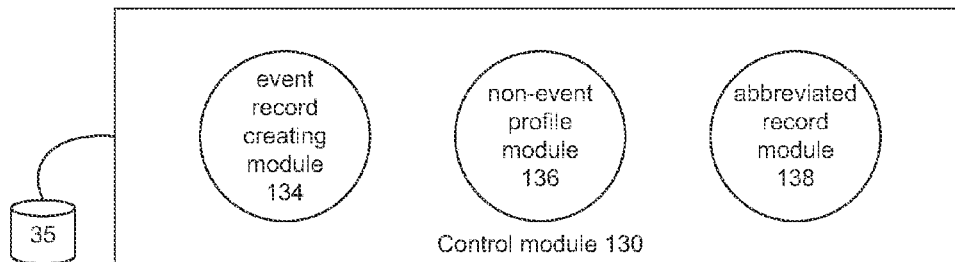 event
record
creating
module
134
non-event
profile
module
136
abbreviated
record
module
138
35
Control module 130